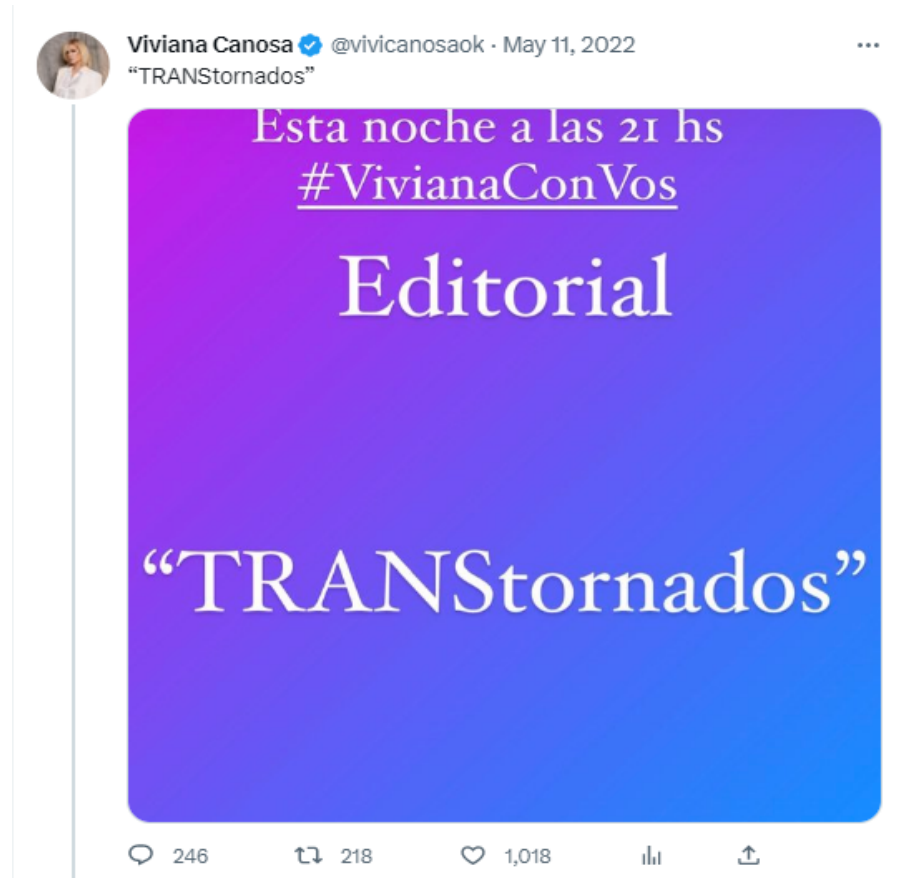 Viviana Canosa @vivicanosaok · May 11, 2022
“TRANStornados”
Esta noche a las 21 hs
#VivianaConVos
Editorial
“TRANStornados”
246 218 1,018